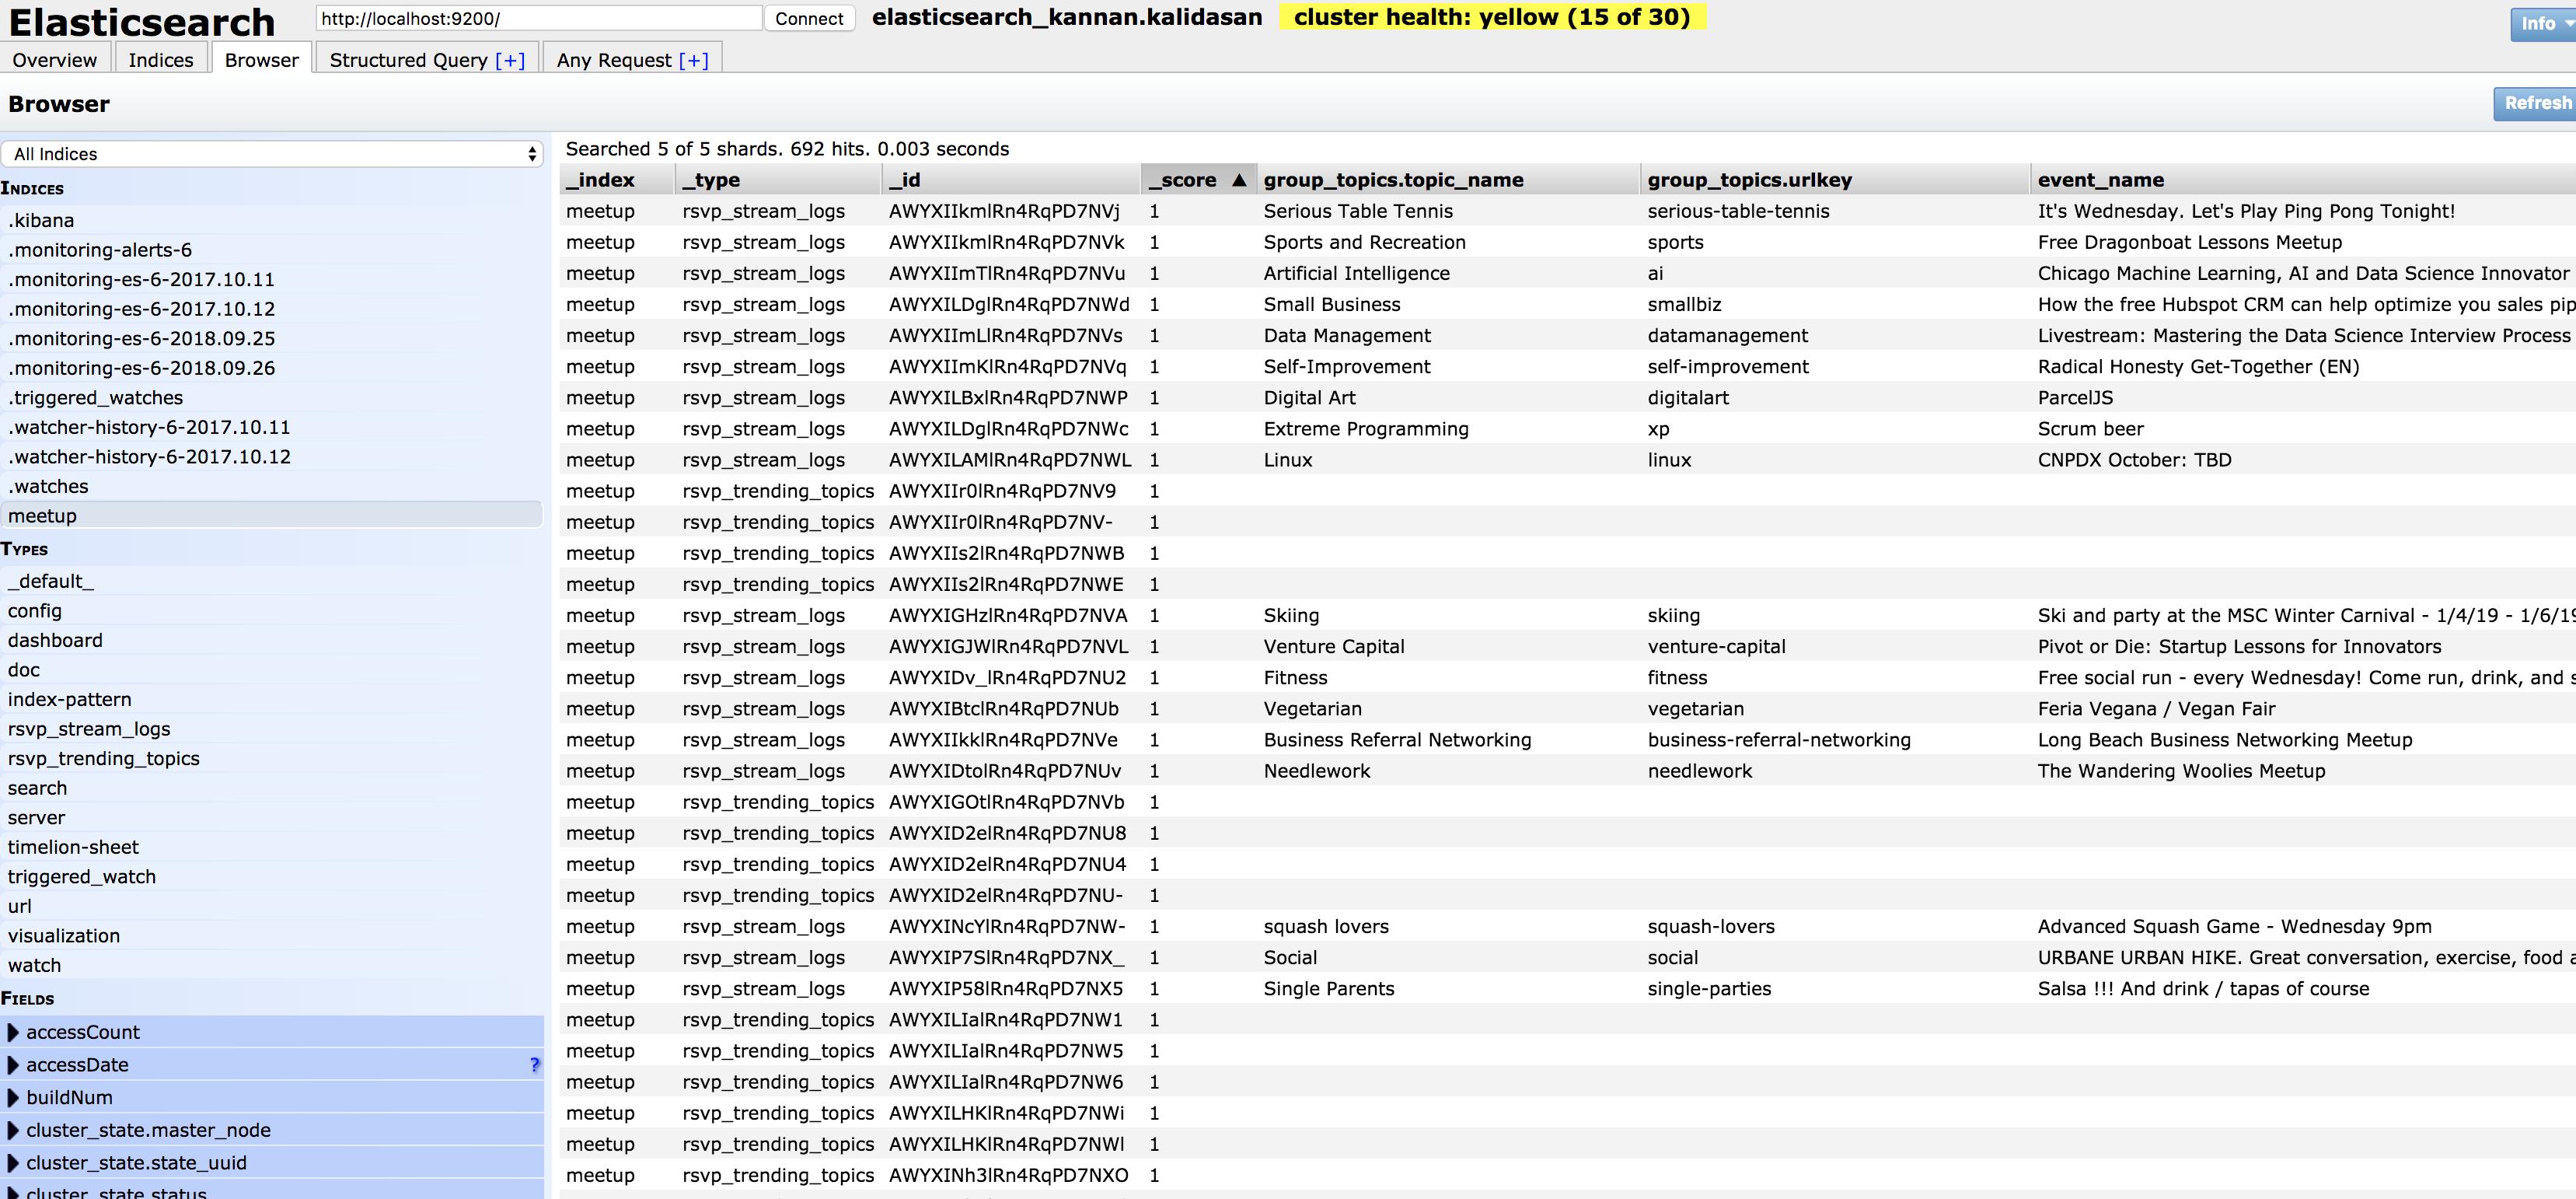 Elasticsearch http://localhost:9200/ Connect elasticsearch_kannan.kalidasan cluster health: yellow (15 of 30) Info
Overview Indices Browser Structured Query [+] Any Request [+]
Browser Refresh
All Indices
INDICES
.kibana
.monitoring-alerts-6
.monitoring-es-6-2017.10.11
.monitoring-es-6-2017.10.12
.monitoring-es-6-2018.09.25
.monitoring-es-6-2018.09.26
.triggered_watches
.watcher-history-6-2017.10.11
.watcher-history-6-2017.10.12
.watches
meetup
TYPES
_default_
config
dashboard
doc
index-pattern
rsvp_stream_logs
rsvp_trending_topics
search
server
timelion-sheet
triggered_watch
url
visualization
watch
FIELDS
accessCount
accessDate ?
buildNum
cluster_state.master_node
cluster_state.state_uuid
cluster_state.status
Searched 5 of 5 shards. 692 hits. 0.003 seconds
_index _type _id _score ▲ group_topics.topic_name group_topics.urlkey event_name
meetup rsvp_stream_logs AWYXIIkmlRn4RqPD7NVj 1 Serious Table Tennis serious-table-tennis It's Wednesday. Let's Play Ping Pong Tonight!
meetup rsvp_stream_logs AWYXIIkmlRn4RqPD7NVk 1 Sports and Recreation sports Free Dragonboat Lessons Meetup
meetup rsvp_stream_logs AWYXIImTlRn4RqPD7NVu 1 Artificial Intelligence ai Chicago Machine Learning, AI and Data Science Innovator
meetup rsvp_stream_logs AWYXILDglRn4RqPD7NWd 1 Small Business smallbiz How the free Hubspot CRM can help optimize you sales pip
meetup rsvp_stream_logs AWYXIImLlRn4RqPD7NVs 1 Data Management datamanagement Livestream: Mastering the Data Science Interview Process
meetup rsvp_stream_logs AWYXIImKlRn4RqPD7NVq 1 Self-Improvement self-improvement Radical Honesty Get-Together (EN)
meetup rsvp_stream_logs AWYXILBxlRn4RqPD7NWP 1 Digital Art digitalart ParcelJS
meetup rsvp_stream_logs AWYXILDglRn4RqPD7NWc 1 Extreme Programming xp Scrum beer
meetup rsvp_stream_logs AWYXILAMlRn4RqPD7NWL 1 Linux linux CNPDX October: TBD
meetup rsvp_trending_topics AWYXIIr0lRn4RqPD7NV9 1
meetup rsvp_trending_topics AWYXIIr0lRn4RqPD7NV- 1
meetup rsvp_trending_topics AWYXIIs2lRn4RqPD7NWB 1
meetup rsvp_trending_topics AWYXIIs2lRn4RqPD7NWE 1
meetup rsvp_stream_logs AWYXIGHzlRn4RqPD7NVA 1 Skiing skiing Ski and party at the MSC Winter Carnival - 1/4/19 - 1/6/19
meetup rsvp_stream_logs AWYXIGJWlRn4RqPD7NVL 1 Venture Capital venture-capital Pivot or Die: Startup Lessons for Innovators
meetup rsvp_stream_logs AWYXIDv_lRn4RqPD7NU2 1 Fitness fitness Free social run - every Wednesday! Come run, drink, and s
meetup rsvp_stream_logs AWYXIBtclRn4RqPD7NUb 1 Vegetarian vegetarian Feria Vegana / Vegan Fair
meetup rsvp_stream_logs AWYXIIkklRn4RqPD7NVe 1 Business Referral Networking business-referral-networking Long Beach Business Networking Meetup
meetup rsvp_stream_logs AWYXIDtolRn4RqPD7NUv 1 Needlework needlework The Wandering Woolies Meetup
meetup rsvp_trending_topics AWYXIGOtlRn4RqPD7NVb 1
meetup rsvp_trending_topics AWYXID2elRn4RqPD7NU8 1
meetup rsvp_trending_topics AWYXID2elRn4RqPD7NU4 1
meetup rsvp_trending_topics AWYXID2elRn4RqPD7NU- 1
meetup rsvp_stream_logs AWYXINcYlRn4RqPD7NW- 1 squash lovers squash-lovers Advanced Squash Game - Wednesday 9pm
meetup rsvp_stream_logs AWYXIP7SlRn4RqPD7NX_ 1 Social social URBANE URBAN HIKE. Great conversation, exercise, food a
meetup rsvp_stream_logs AWYXIP58lRn4RqPD7NX5 1 Single Parents single-parties Salsa !!! And drink / tapas of course
meetup rsvp_trending_topics AWYXILIalRn4RqPD7NW1 1
meetup rsvp_trending_topics AWYXILIalRn4RqPD7NW5 1
meetup rsvp_trending_topics AWYXILIalRn4RqPD7NW6 1
meetup rsvp_trending_topics AWYXILHKlRn4RqPD7NWi 1
meetup rsvp_trending_topics AWYXILHKlRn4RqPD7NWl 1
meetup rsvp_trending_topics AWYXINh3lRn4RqPD7NXO 1